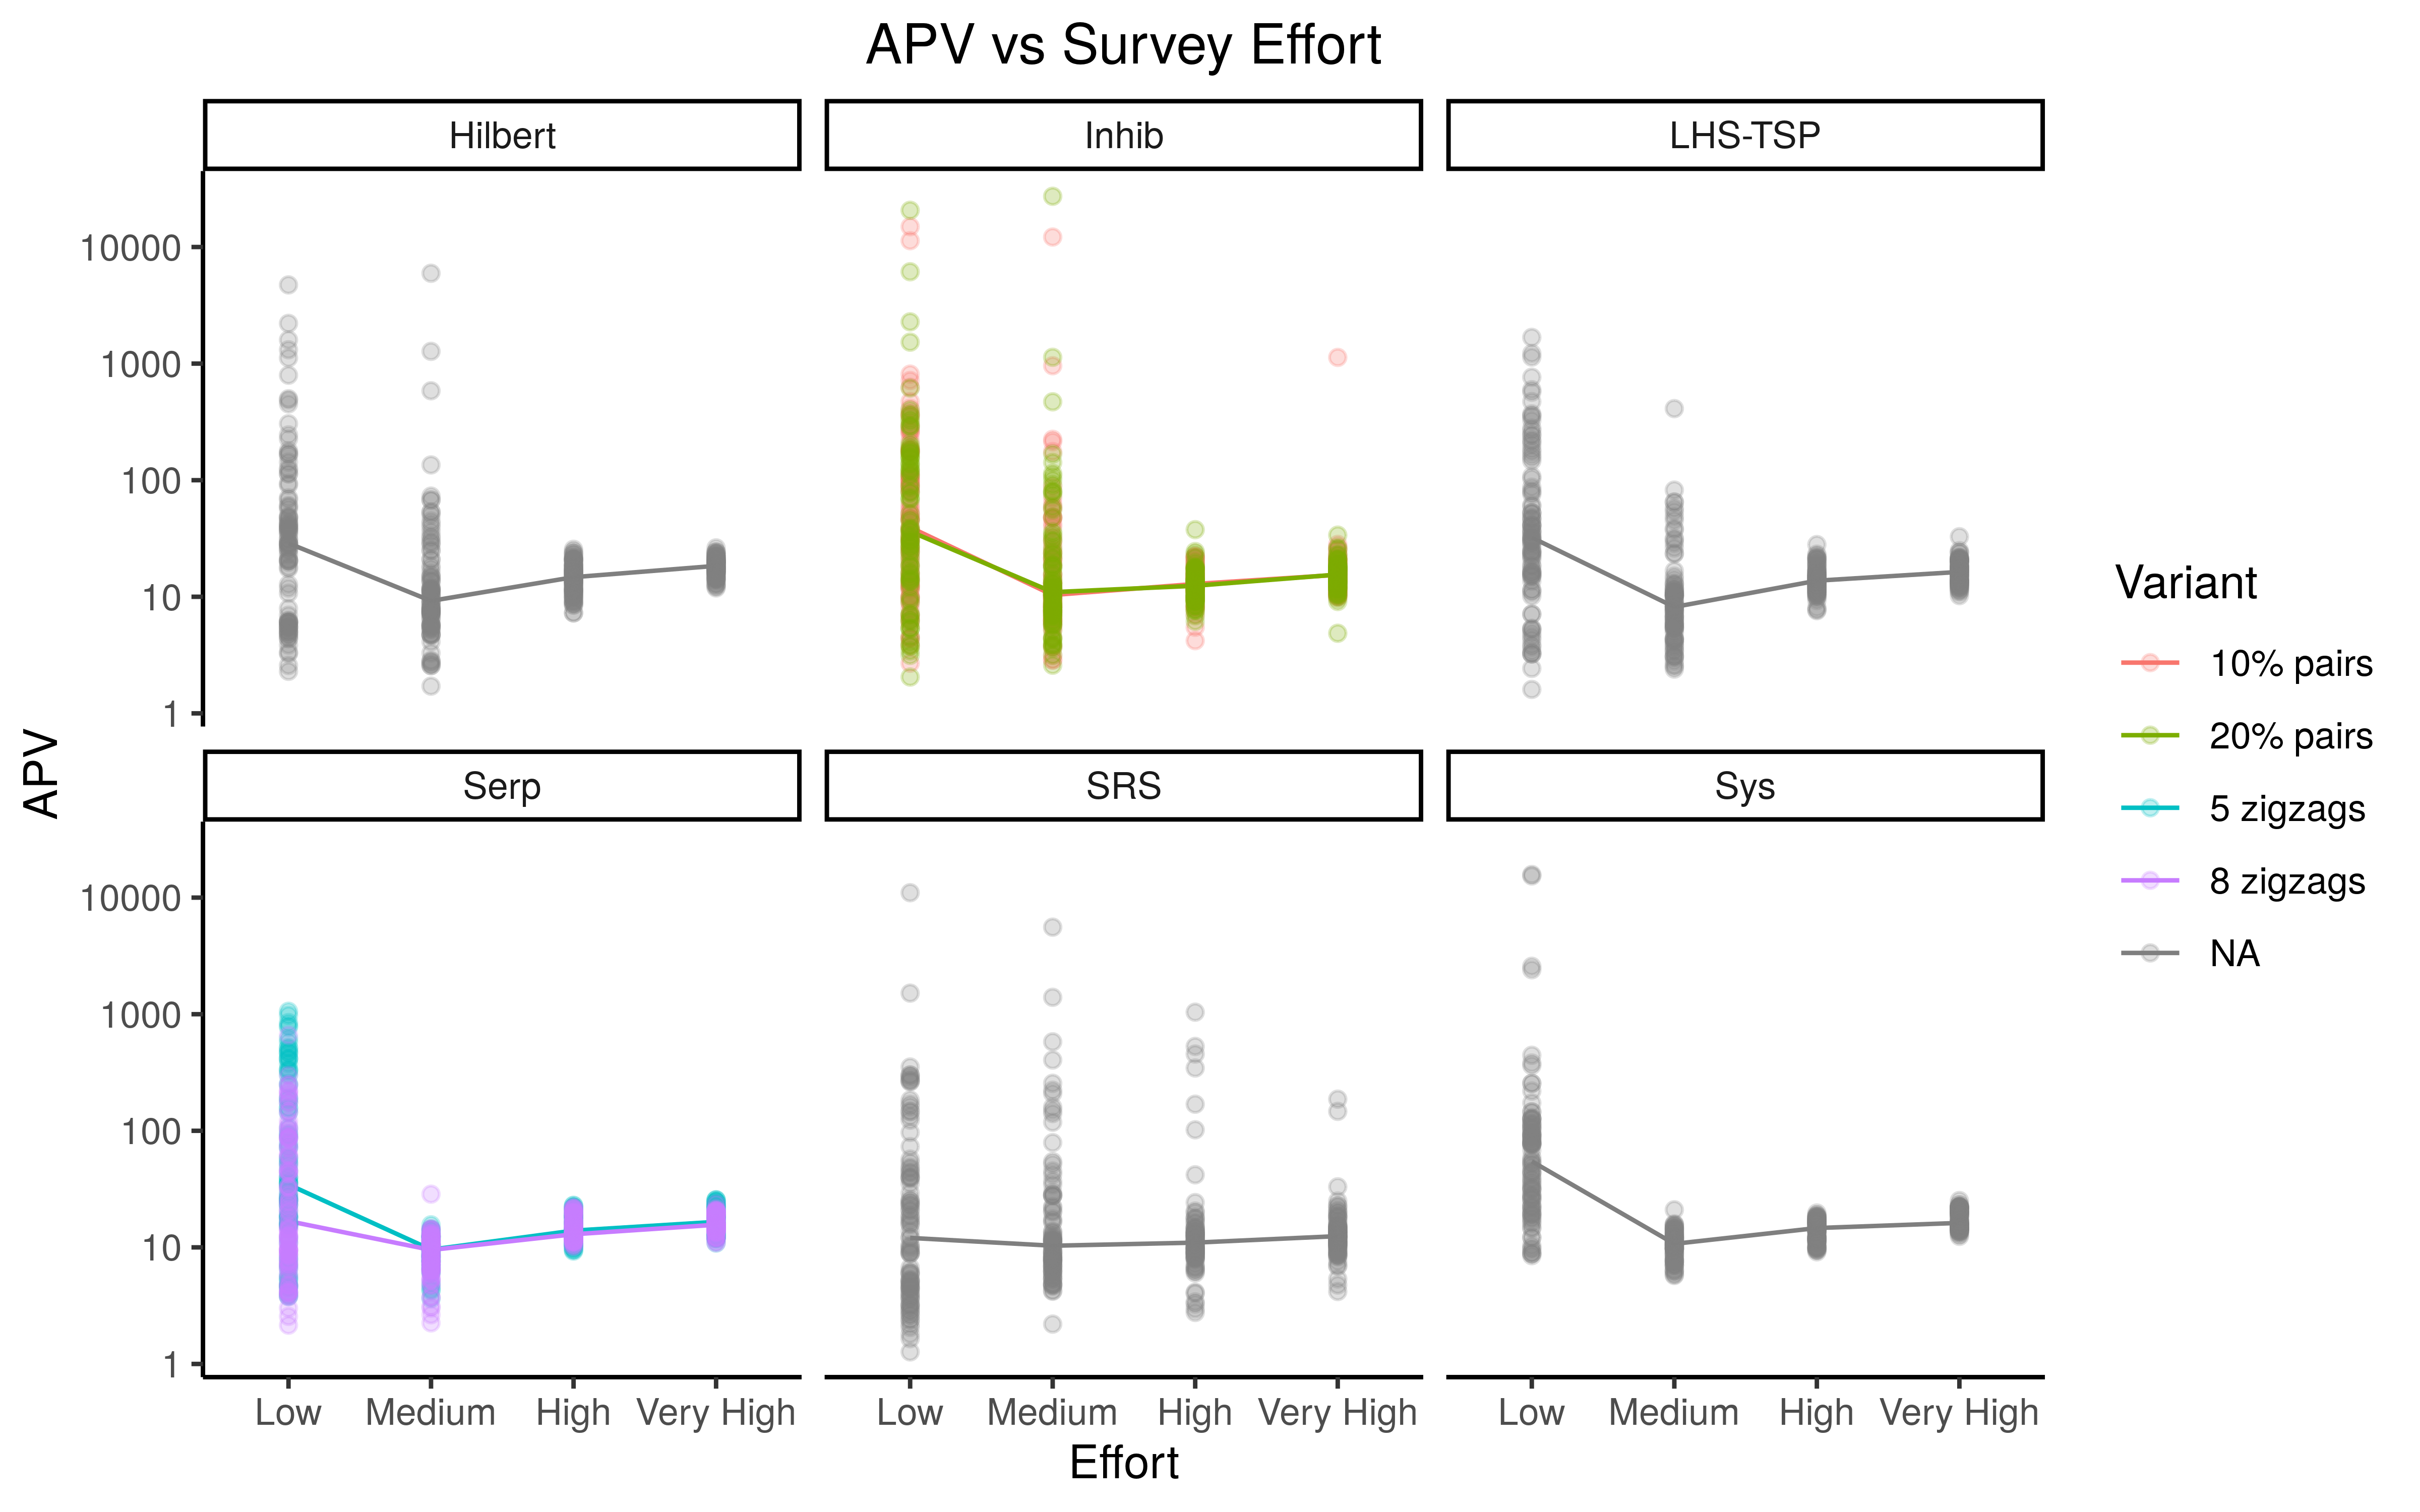 APV vs Survey Effort
Hilbert
Inhib
LHS-TSP
10000
1000
100
10
1
Serp
SRS
Sys
10000
1000
100
10
1
Low Medium High Very High
Low Medium High Very High
Low Medium High Very High
Effort
APV
Variant
10% pairs
20% pairs
5 zigzags
8 zigzags
NA